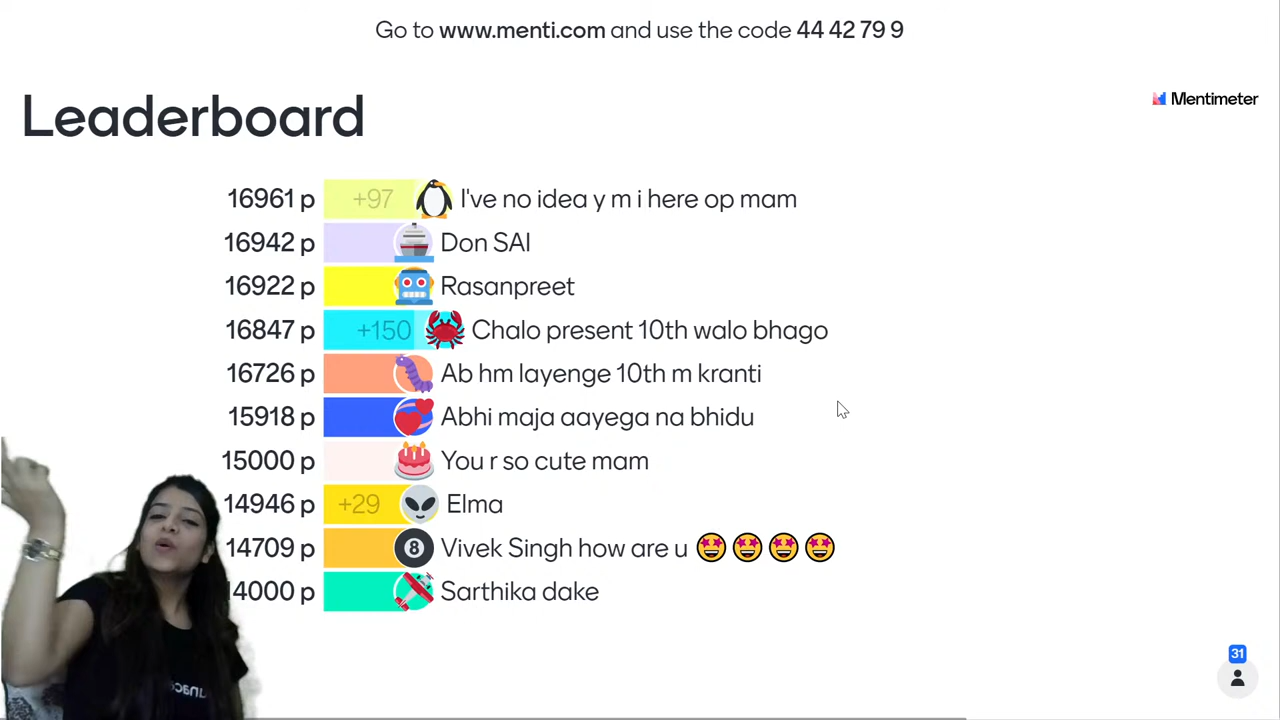 Go to www.menti.com and use the code 44 42 79 9
Mentimeter
Leaderboard
16961 p +97 I've no idea y m i here op mam
16942 p Don SAI
16922 p Rasanpreet
16847 p +150 Chalo present 10th walo bhago
16726 p Ab hm layenge 10th m kranti
15918 p Abhi maja aayega na bhidu
15000 p You r so cute mam
14946 p +29 Elma
14709 p 8 Vivek Singh how are u 🤩 🤩 🤩 🤩
14000 p Sarthika dake
31